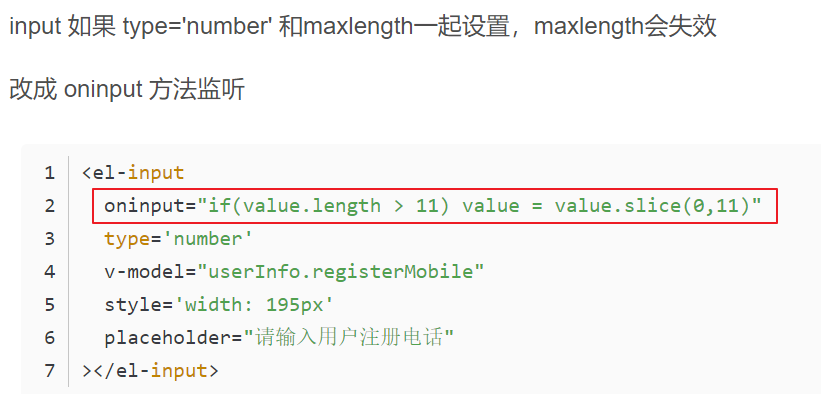 input 如果 type='number' 和maxlength一起设置，maxlength会失效
改成 oninput 方法监听
1 <el-input
2 oninput="if(value.length > 11) value = value.slice(0,11)"
3 type='number'
4 v-model="userInfo.registerMobile"
5 style='width: 195px'
6 placeholder="请输入用户注册电话"
7 ></el-input>